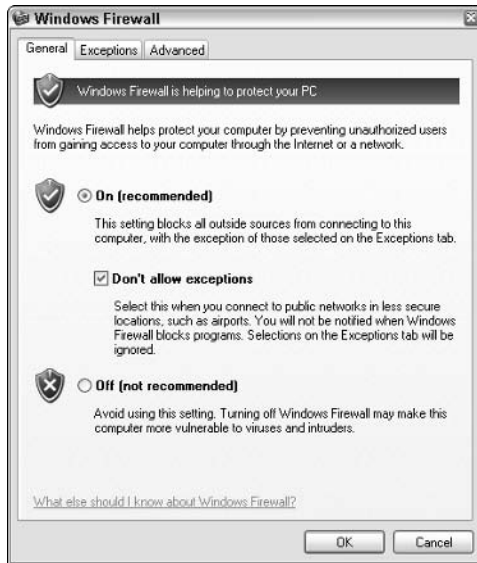 Windows Firewall
General Exceptions Advanced
Windows Firewall is helping to protect your PC
Windows Firewall helps protect your computer by preventing unauthorized users
from gaining access to your computer through the Internet or a network.
On (recommended)
This setting blocks all outside sources from connecting to this
computer, with the exception of those selected on the Exceptions tab.
Don't allow exceptions
Select this when you connect to public networks in less secure
locations, such as airports. You will not be notified when Windows
Firewall blocks programs. Selections on the Exceptions tab will be
ignored.
Off (not recommended)
Avoid using this setting. Turning off Windows Firewall may make this
computer more vulnerable to viruses and intruders.
What else should I know about Windows Firewall?
OK Cancel